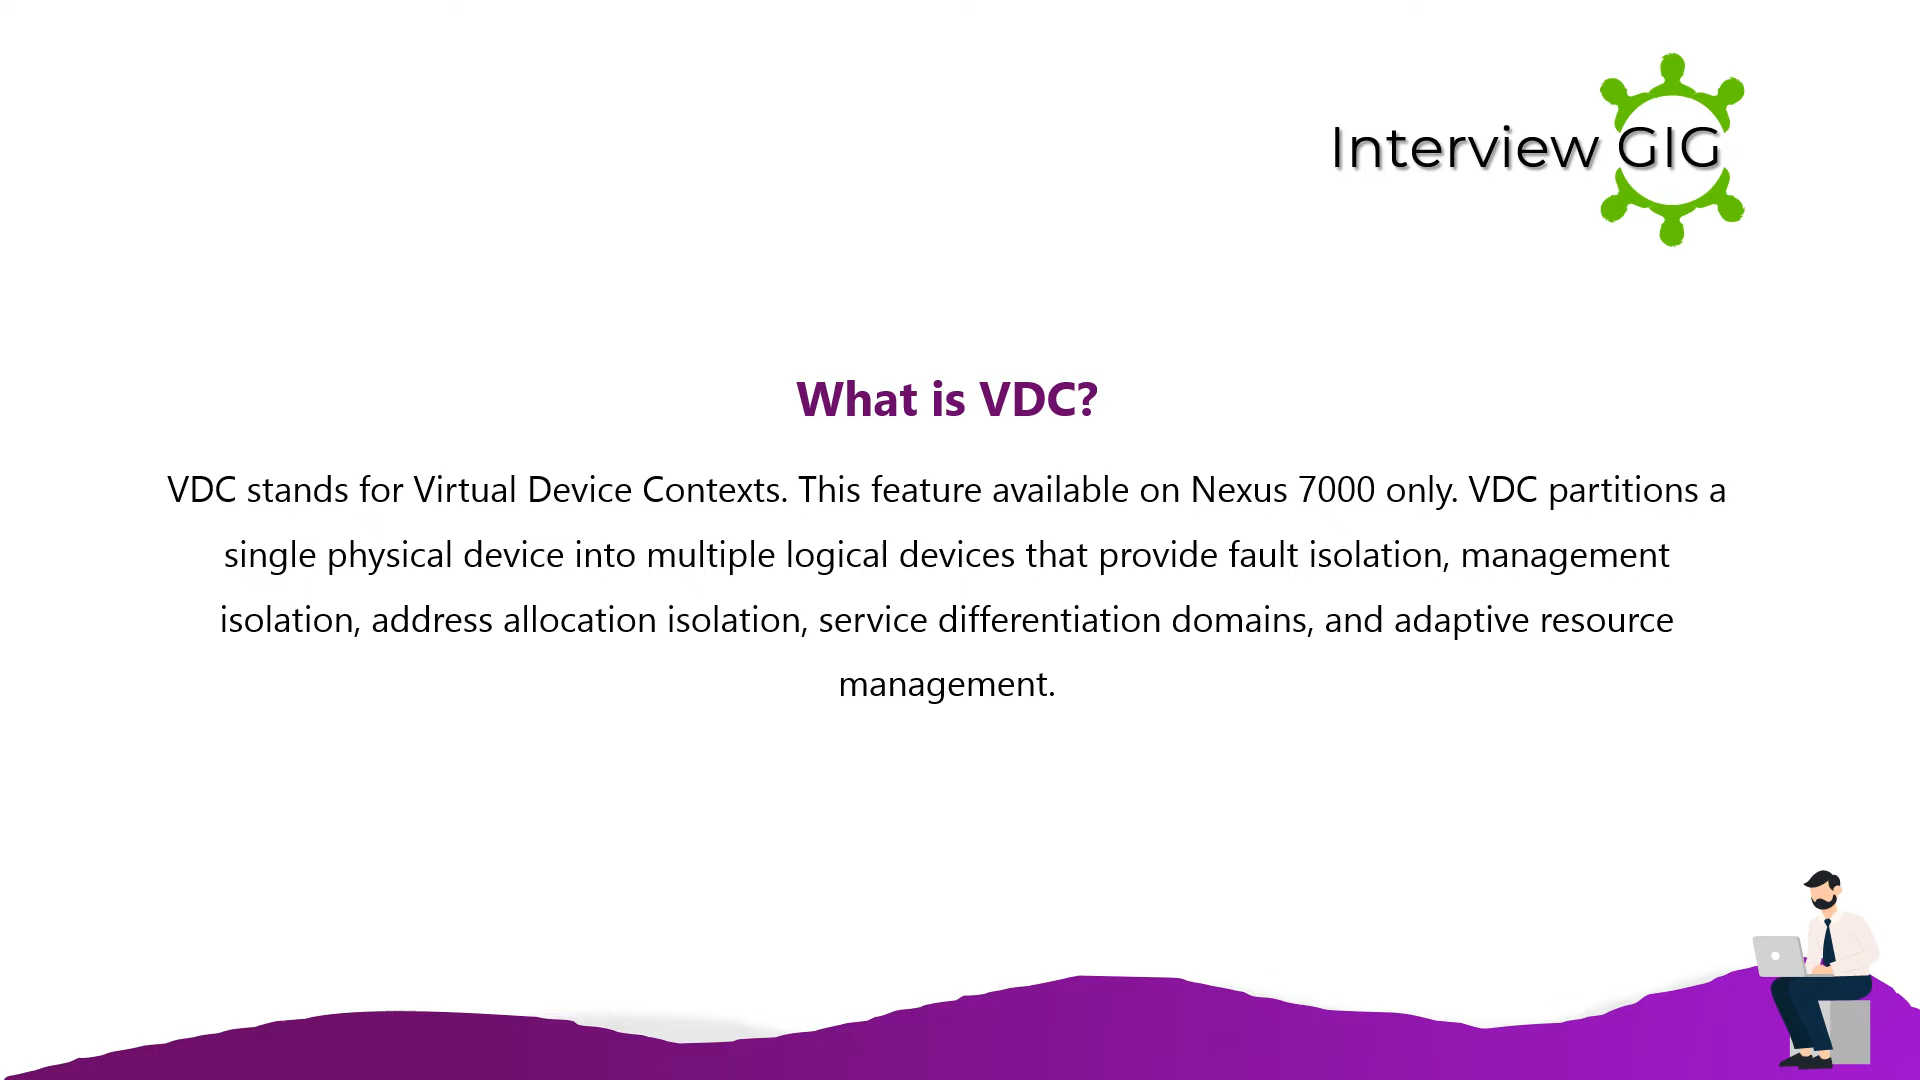 Interview GIG
What is VDC?
VDC stands for Virtual Device Contexts. This feature available on Nexus 7000 only. VDC partitions a
single physical device into multiple logical devices that provide fault isolation, management
isolation, address allocation isolation, service differentiation domains, and adaptive resource
management.